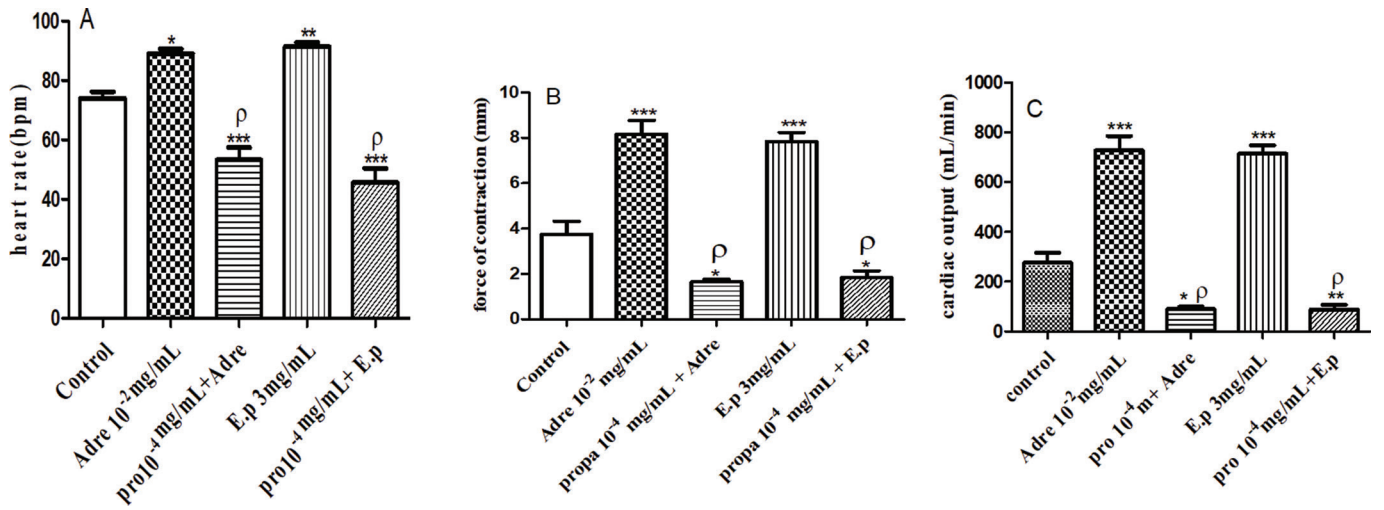 A
heart rate(bpm)
100
80
60
40
20
0
*
ρ
***
**
ρ
***
Control
Adre 10⁻²mg/mL
pro10⁻⁴mg/mL+Adre
E.p 3mg/mL
pro10⁻⁴mg/mL+ E.p
B
force of contraction (mm)
10
8
6
4
2
0
***
ρ
*
***
ρ
*
Control
Adre 10⁻² mg/mL
propa 10⁻⁴ mg/mL + Adre
E.p 3mg/mL
propa 10⁻⁴ mg/mL + E.p
C
cardiac output (mL/min)
1000
800
600
400
200
0
***
* ρ
***
ρ
**
control
Adre 10⁻²mg/mL
pro 10⁻⁴m+ Adre
E.p 3mg/mL
pro 10⁻⁴mg/mL+E.p